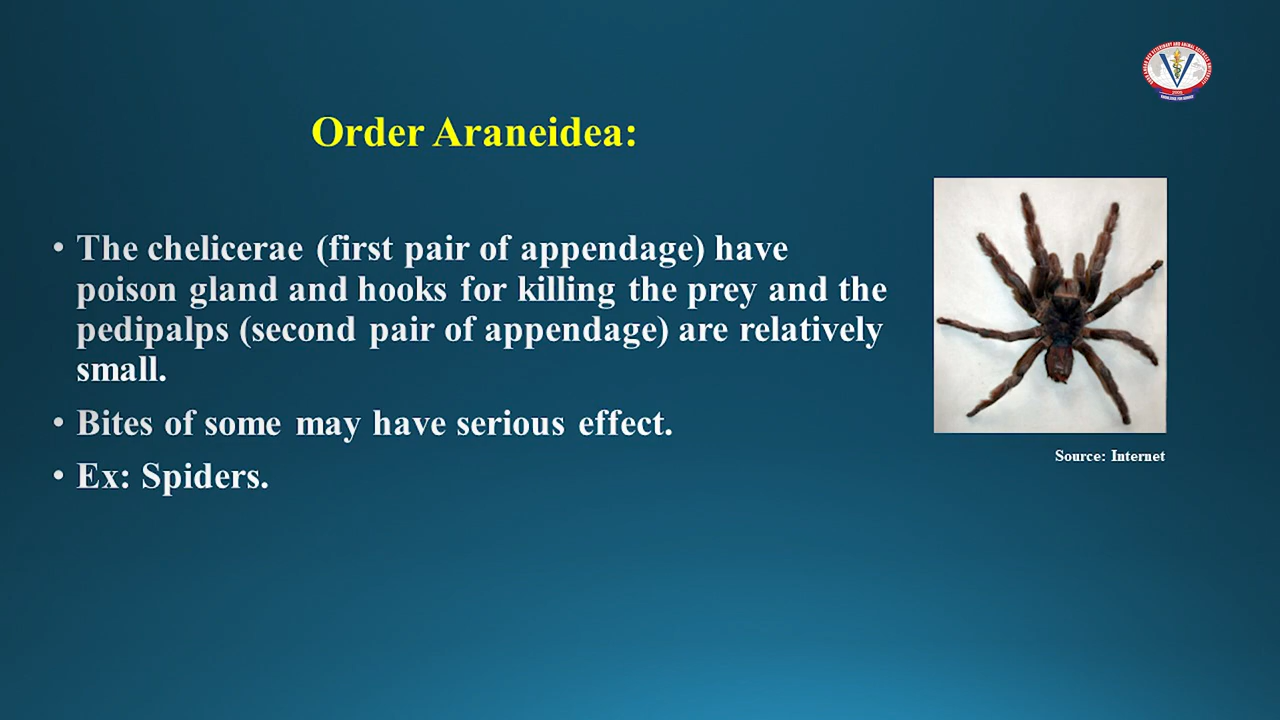 Order Araneidea:
• The chelicerae (first pair of appendage) have
poison gland and hooks for killing the prey and the
pedipalps (second pair of appendage) are relatively
small.
• Bites of some may have serious effect.
• Ex: Spiders.
Source: Internet